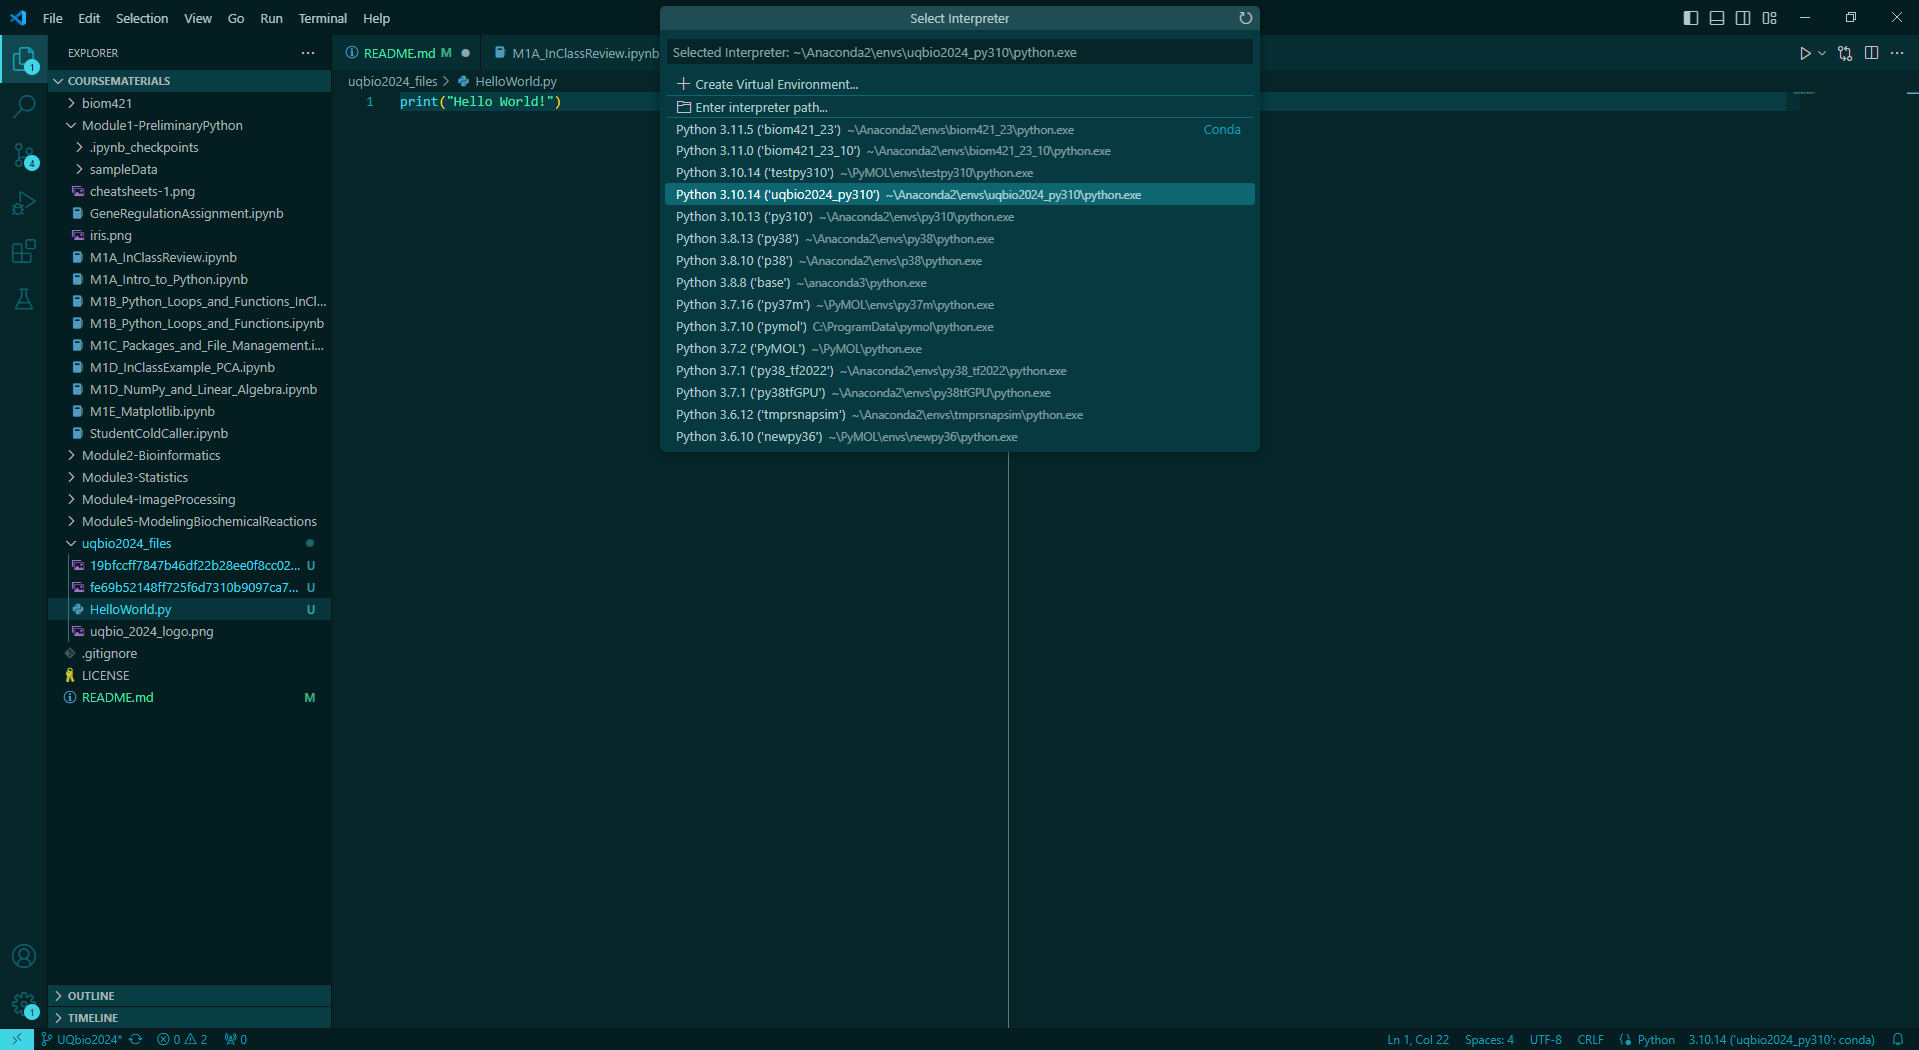 File Edit Selection View Go Run Terminal Help
Select Interpreter
EXPLORER
README.md M
M1A_InClassReview.ipynb
Selected Interpreter: ~\Anaconda2\envs\uqbio2024_py310\python.exe
COURSEMATERIALS
uqbio2024_files > HelloWorld.py
1 print("Hello World!")
Create Virtual Environment...
Enter interpreter path...
Python 3.11.5 ('biom421_23') ~\Anaconda2\envs\biom421_23\python.exe Conda
Python 3.11.0 ('biom421_23_10') ~\Anaconda2\envs\biom421_23_10\python.exe
Python 3.10.14 ('testpy310') ~\PyMOL\envs\testpy310\python.exe
Python 3.10.14 ('uqbio2024_py310') ~\Anaconda2\envs\uqbio2024_py310\python.exe
Python 3.10.13 ('py310') ~\Anaconda2\envs\py310\python.exe
Python 3.8.13 ('py38') ~\Anaconda2\envs\py38\python.exe
Python 3.8.10 ('p38') ~\Anaconda2\envs\p38\python.exe
Python 3.8.8 ('base') ~\anaconda3\python.exe
Python 3.7.16 ('py37m') ~\PyMOL\envs\py37m\python.exe
Python 3.7.10 ('pymol') C:\ProgramData\pymol\python.exe
Python 3.7.2 ('PyMOL') ~\PyMOL\python.exe
Python 3.7.1 ('py38_tf2022') ~\Anaconda2\envs\py38_tf2022\python.exe
Python 3.7.1 ('py38tfGPU') ~\Anaconda2\envs\py38tfGPU\python.exe
Python 3.6.12 ('tmprsnapsim') ~\Anaconda2\envs\tmprsnapsim\python.exe
Python 3.6.10 ('newpy36') ~\PyMOL\envs\newpy36\python.exe
biom421
Module1-PreliminaryPython
.ipynb_checkpoints
sampleData
cheatsheets-1.png
GeneRegulationAssignment.ipynb
iris.png
M1A_InClassReview.ipynb
M1A_Intro_to_Python.ipynb
M1B_Python_Loops_and_Functions_InCl...
M1B_Python_Loops_and_Functions.ipynb
M1C_Packages_and_File_Management.i...
M1D_InClassExample_PCA.ipynb
M1D_NumPy_and_Linear_Algebra.ipynb
M1E_Matplotlib.ipynb
StudentColdCaller.ipynb
Module2-Bioinformatics
Module3-Statistics
Module4-ImageProcessing
Module5-ModelingBiochemicalReactions
uqbio2024_files
19bfccff7847b46df22b28ee0f8cc02... U
fe69b52148ff725f6d7310b9097ca7... U
HelloWorld.py U
uqbio_2024_logo.png
.gitignore
LICENSE
README.md M
1
4
1
OUTLINE
TIMELINE
UQbio2024* 0 2 0
Ln 1, Col 22 Spaces: 4 UTF-8 CRLF Python 3.10.14 ('uqbio2024_py310': conda)